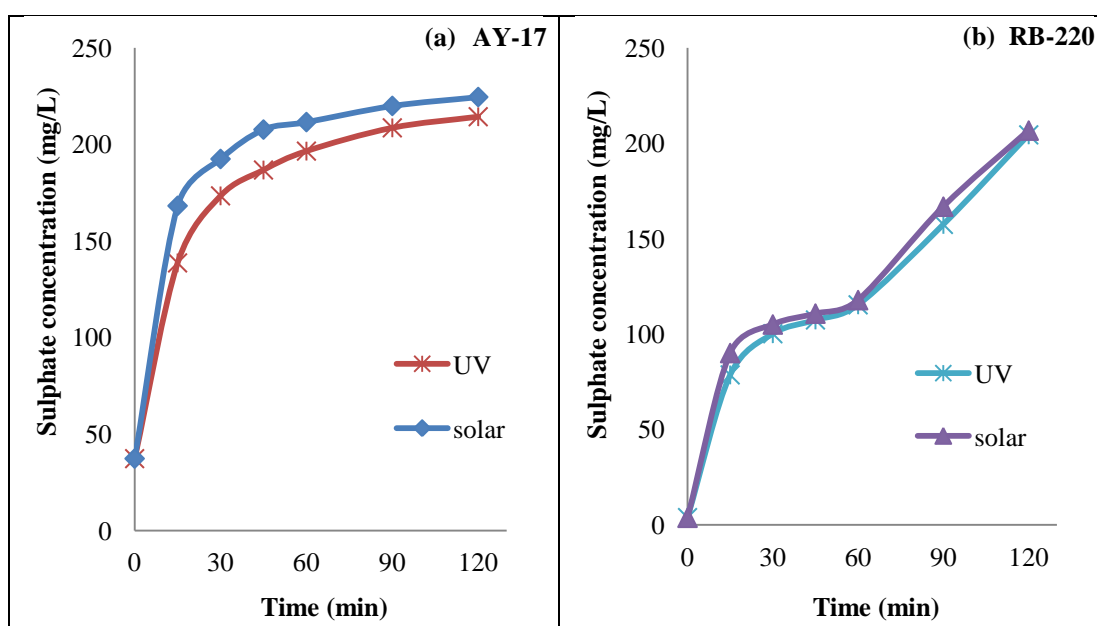 (a) AY-17
250
200
150
100
50
0
Sulphate concentration (mg/L)
UV
solar
0 30 60 90 120
Time (min)
(b) RB-220
250
200
150
100
50
0
Sulphate concentration (mg/L)
UV
solar
0 30 60 90 120
Time (min)